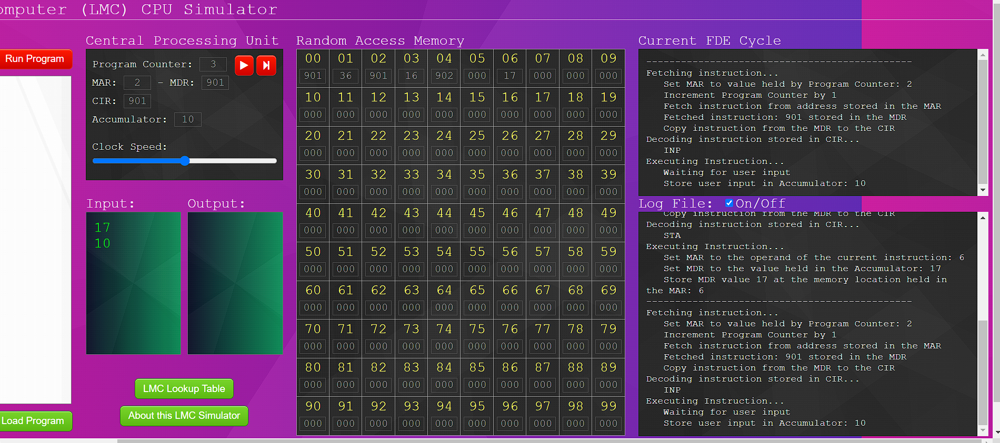 omputer (LMC) CPU Simulator
Run Program
Load Program
Central Processing Unit
Program Counter: 3
MAR: 2 - MDR: 901
CIR: 901
Accumulator: 10
Clock Speed:
Input:
17
10
Output:
LMC Lookup Table
About this LMC Simulator
Random Access Memory
00 01 02 03 04 05 06 07 08 09
901 36 901 16 902 000 17 000 000 000
10 11 12 13 14 15 16 17 18 19
000 000 000 000 000 000 000 000 000 000
20 21 22 23 24 25 26 27 28 29
000 000 000 000 000 000 000 000 000 000
30 31 32 33 34 35 36 37 38 39
000 000 000 000 000 000 000 000 000 000
40 41 42 43 44 45 46 47 48 49
000 000 000 000 000 000 000 000 000 000
50 51 52 53 54 55 56 57 58 59
000 000 000 000 000 000 000 000 000 000
60 61 62 63 64 65 66 67 68 69
000 000 000 000 000 000 000 000 000 000
70 71 72 73 74 75 76 77 78 79
000 000 000 000 000 000 000 000 000 000
80 81 82 83 84 85 86 87 88 89
000 000 000 000 000 000 000 000 000 000
90 91 92 93 94 95 96 97 98 99
000 000 000 000 000 000 000 000 000 000
Current FDE Cycle
----------------------------------------------
Fetching instruction...
Set MAR to value held by Program Counter: 2
Increment Program Counter by 1
Fetch instruction from address stored in the MAR
Fetched instruction: 901 stored in the MDR
Copy instruction from the MDR to the CIR
Decoding instruction stored in CIR...
INP
Executing Instruction...
Waiting for user input
Store user input in Accumulator: 10
Log File: On/Off
Copy instruction from the MDR to the CIR
Decoding instruction stored in CIR...
STA
Executing Instruction...
Set MAR to the operand of the current instruction: 6
Set MDR to the value held in the Accumulator: 17
Store MDR value 17 at the memory location held in
the MAR: 6
----------------------------------------------
Fetching instruction...
Set MAR to value held by Program Counter: 2
Increment Program Counter by 1
Fetch instruction from address stored in the MAR
Fetched instruction: 901 stored in the MDR
Copy instruction from the MDR to the CIR
Decoding instruction stored in CIR...
INP
Executing Instruction...
Waiting for user input
Store user input in Accumulator: 10